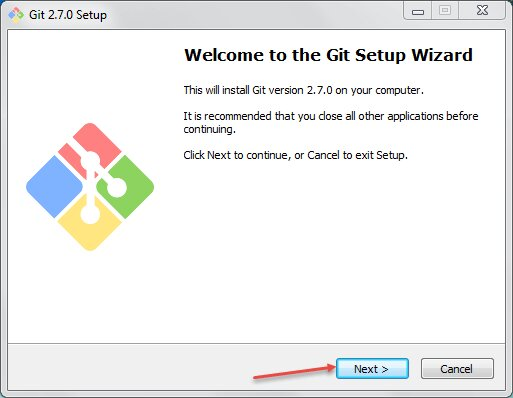 Git 2.7.0 Setup
Welcome to the Git Setup Wizard
This will install Git version 2.7.0 on your computer.
It is recommended that you close all other applications before
continuing.
Click Next to continue, or Cancel to exit Setup.
Next >
Cancel